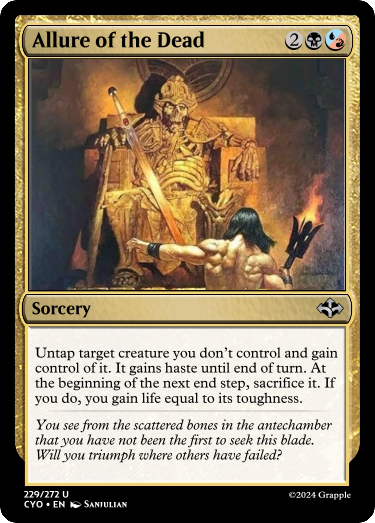 Allure of the Dead
2
Sorcery
Untap target creature you don't control and gain
control of it. It gains haste until end of turn. At
the beginning of the next end step, sacrifice it. If
you do, you gain life equal to its toughness.
You see from the scattered bones in the antechamber
that you have not been the first to seek this blade.
Will you triumph where others have failed?
229/272 U
CYO • EN Sanjulian
©2024 Grapple